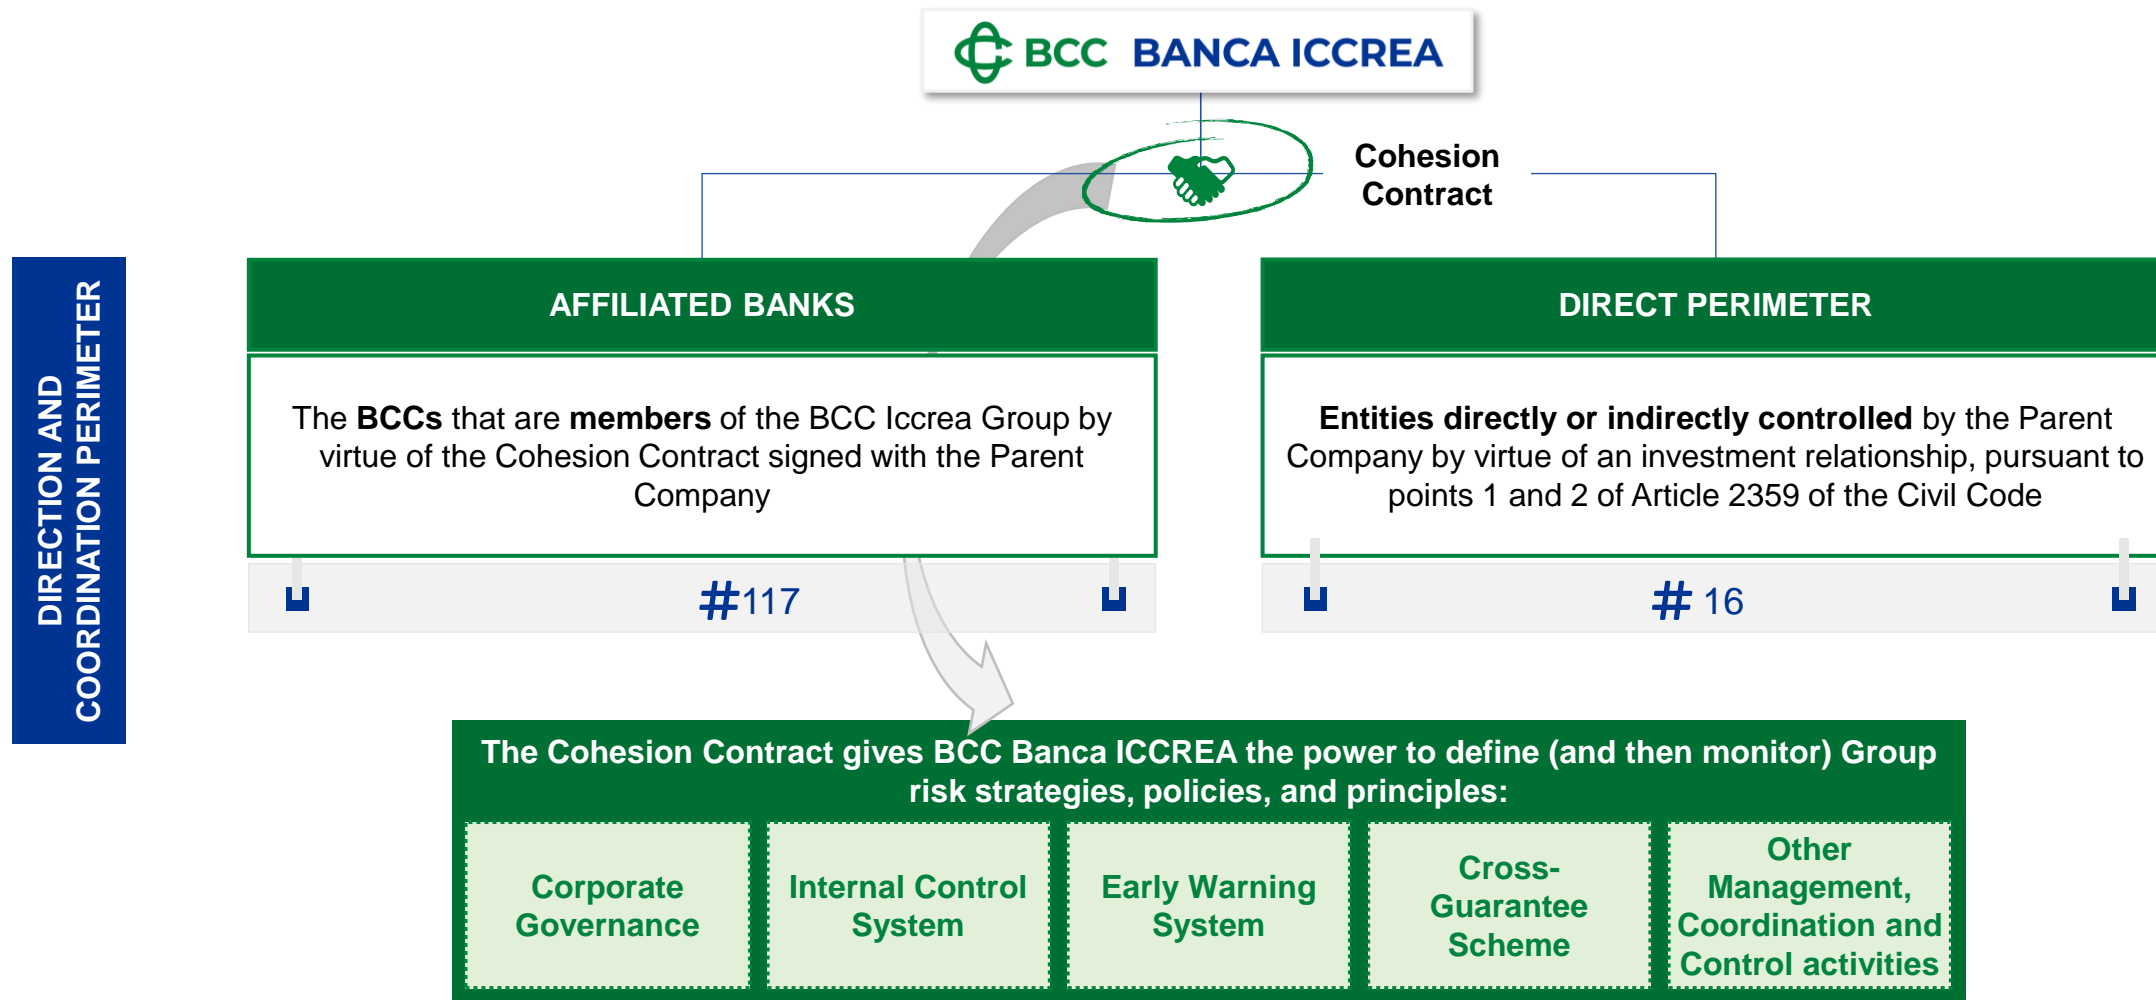 BCC BANCA ICCREA
Cohesion
Contract
DIRECTION AND
COORDINATION PERIMETER
AFFILIATED BANKS
The BCCs that are members of the BCC Iccrea Group by
virtue of the Cohesion Contract signed with the Parent
Company
#117
DIRECT PERIMETER
Entities directly or indirectly controlled by the Parent
Company by virtue of an investment relationship, pursuant to
points 1 and 2 of Article 2359 of the Civil Code
# 16
The Cohesion Contract gives BCC Banca ICCREA the power to define (and then monitor) Group
risk strategies, policies, and principles:
Corporate
Governance
Internal Control
System
Early Warning
System
Cross-
Guarantee
Scheme
Other
Management,
Coordination and
Control activities